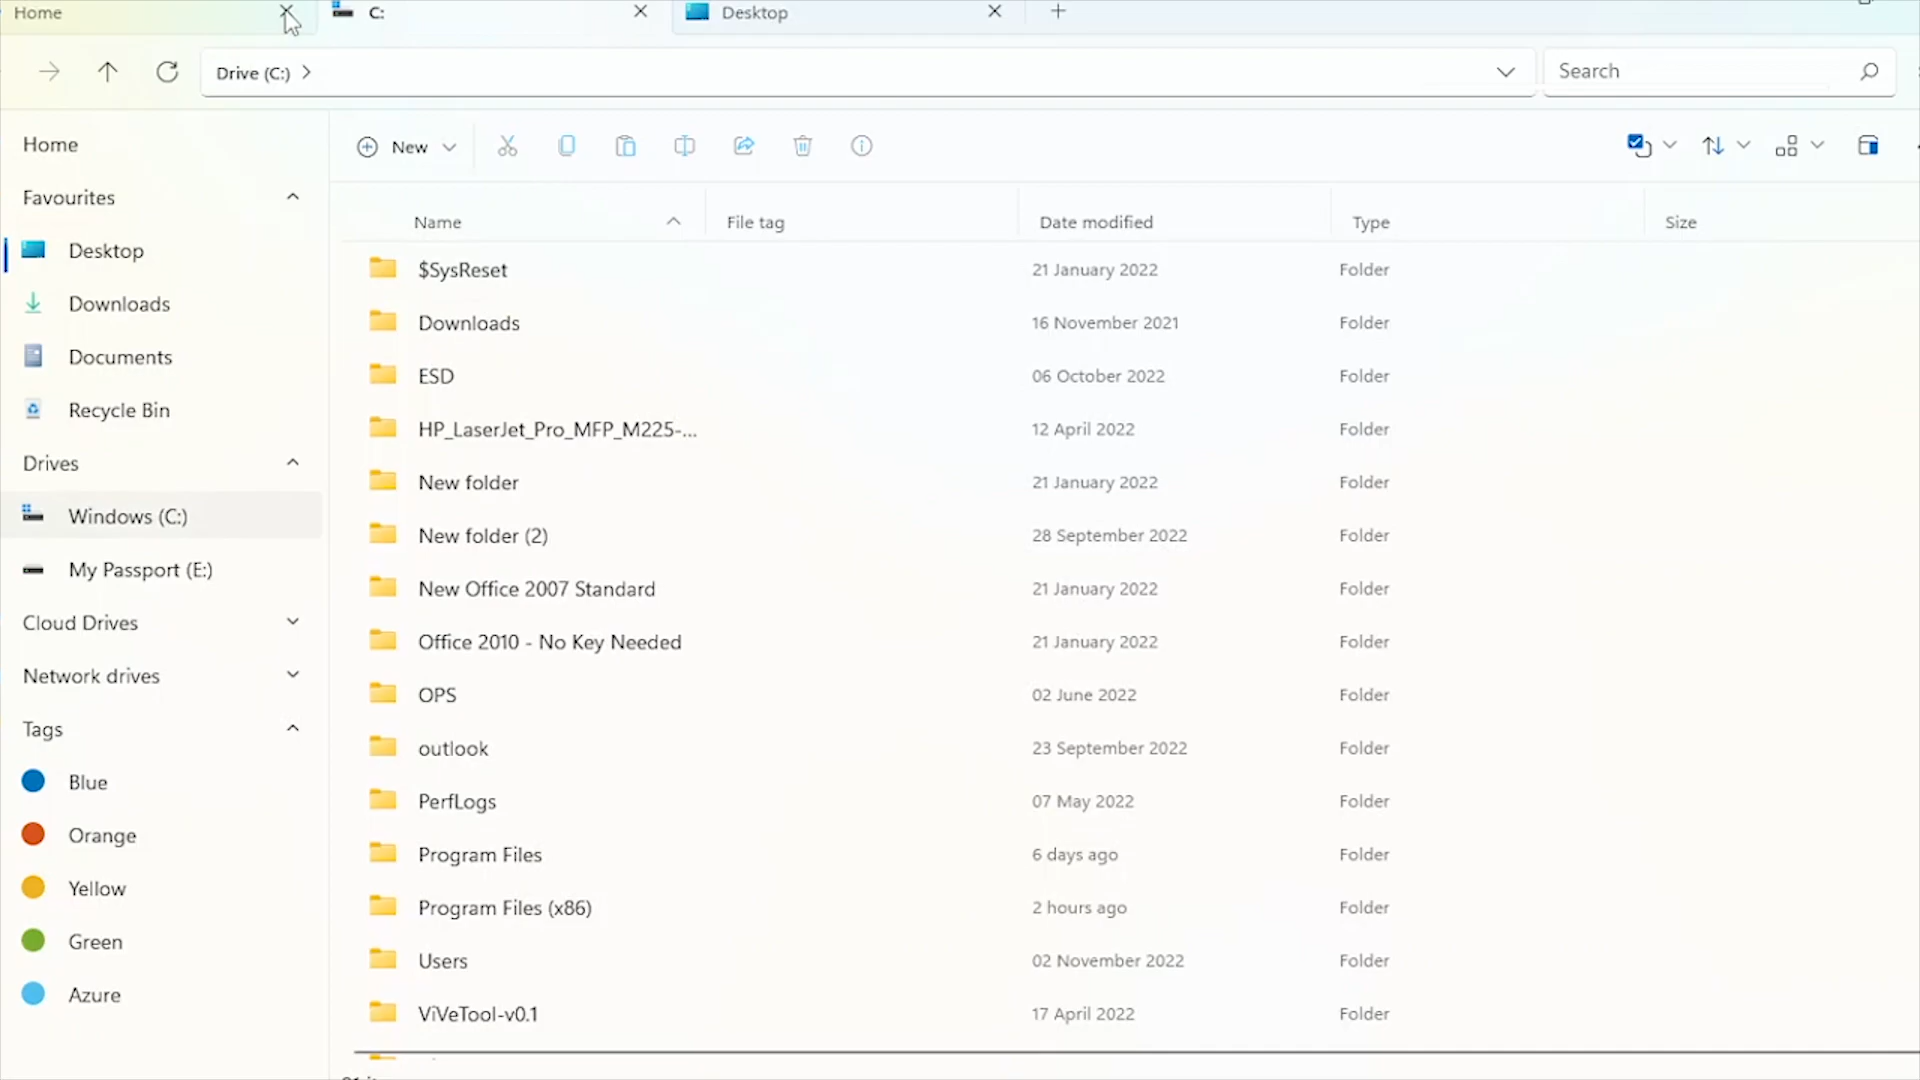 Home
C:
Desktop
Drive (C:)
Search
Home
Favourites
Desktop
Downloads
Documents
Recycle Bin
Drives
Windows (C:)
My Passport (E:)
Cloud Drives
Network drives
Tags
Blue
Orange
Yellow
Green
Azure
New
Name File tag Date modified Type Size
$SysReset 21 January 2022 Folder
Downloads 16 November 2021 Folder
ESD 06 October 2022 Folder
HP_LaserJet_Pro_MFP_M225-... 12 April 2022 Folder
New folder 21 January 2022 Folder
New folder (2) 28 September 2022 Folder
New Office 2007 Standard 21 January 2022 Folder
Office 2010 - No Key Needed 21 January 2022 Folder
OPS 02 June 2022 Folder
outlook 23 September 2022 Folder
PerfLogs 07 May 2022 Folder
Program Files 6 days ago Folder
Program Files (x86) 2 hours ago Folder
Users 02 November 2022 Folder
ViVeTool-v0.1 17 April 2022 Folder